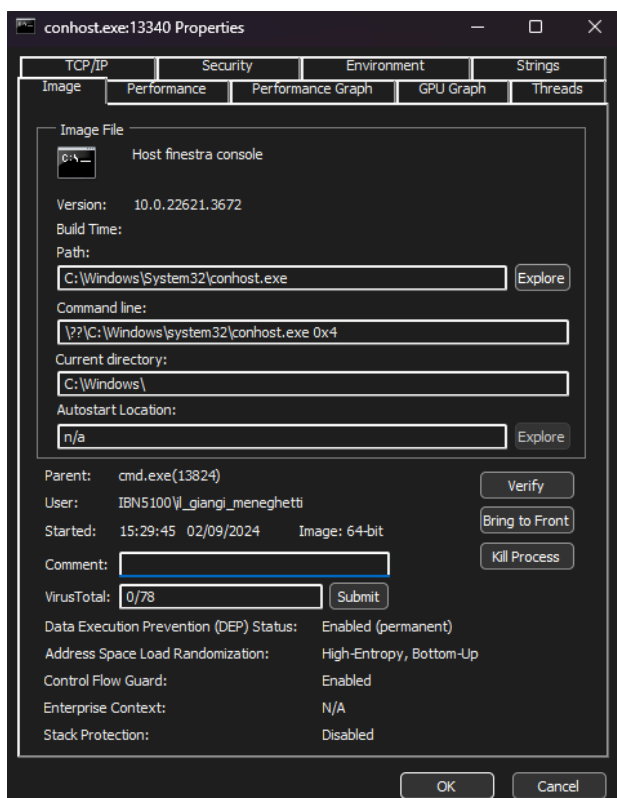 conhost.exe:13340 Properties
TCP/IP Security Environment Strings
Image Performance Performance Graph GPU Graph Threads
Image File
C:\
Host finestra console
Version: 10.0.22621.3672
Build Time:
Path:
C:\Windows\System32\conhost.exe Explore
Command line:
\??\C:\Windows\system32\conhost.exe 0x4
Current directory:
C:\Windows\
Autostart Location:
n/a Explore
Parent: cmd.exe(13824) Verify
User: IBN5100\il_giangi_meneghetti
Bring to Front
Started: 15:29:45 02/09/2024 Image: 64-bit
Kill Process
Comment:
VirusTotal: 0/78 Submit
Data Execution Prevention (DEP) Status: Enabled (permanent)
Address Space Load Randomization: High-Entropy, Bottom-Up
Control Flow Guard: Enabled
Enterprise Context: N/A
Stack Protection: Disabled
OK Cancel